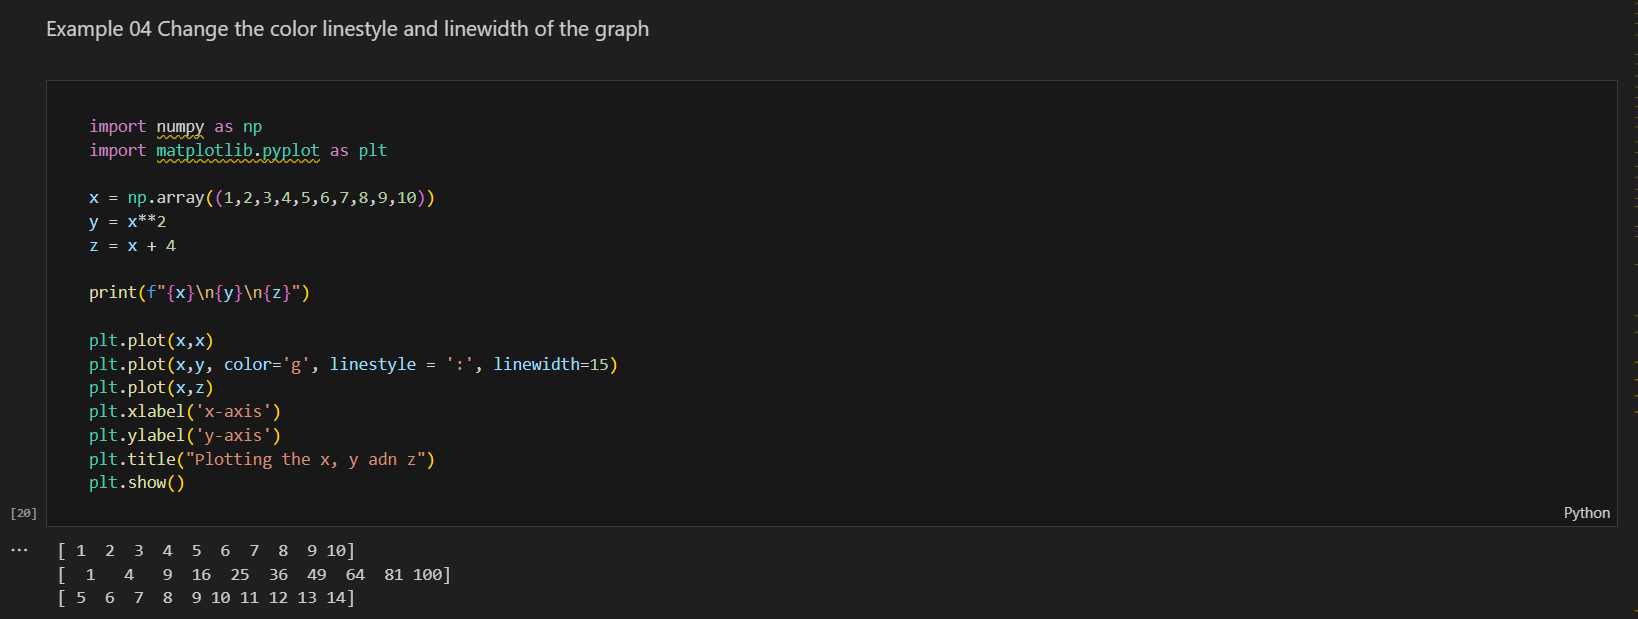 Example 04 Change the color linestyle and linewidth of the graph
import numpy as np
import matplotlib.pyplot as plt
x = np.array((1,2,3,4,5,6,7,8,9,10))
y = x**2
z = x + 4
print(f"{x}\n{y}\n{z}")
plt.plot(x,x)
plt.plot(x,y, color='g', linestyle = ':', linewidth=15)
plt.plot(x,z)
plt.xlabel('x-axis')
plt.ylabel('y-axis')
plt.title("Plotting the x, y adn z")
plt.show()
[20]
Python
...
[ 1  2  3  4  5  6  7  8  9 10]
[  1   4   9  16  25  36  49  64  81 100]
[ 5  6  7  8  9 10 11 12 13 14]